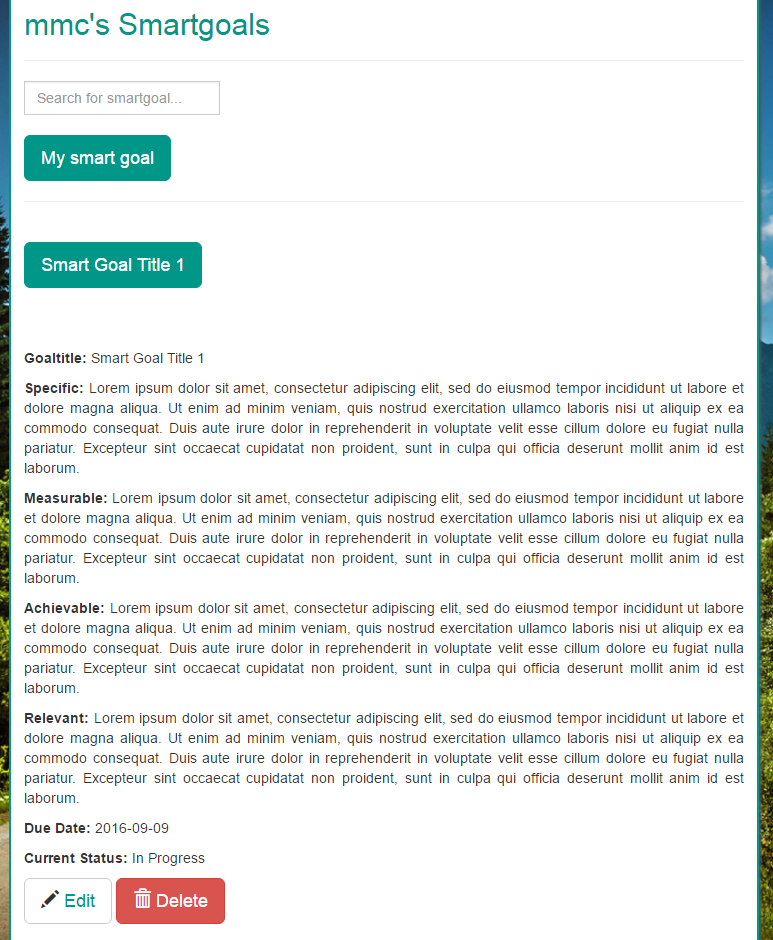 mmc's Smartgoals
Search for smartgoal...
My smart goal
Smart Goal Title 1
Goaltitle: Smart Goal Title 1
Specific: Lorem ipsum dolor sit amet, consectetur adipiscing elit, sed do eiusmod tempor incididunt ut labore et
dolore magna aliqua. Ut enim ad minim veniam, quis nostrud exercitation ullamco laboris nisi ut aliquip ex ea
commodo consequat. Duis aute irure dolor in reprehenderit in voluptate velit esse cillum dolore eu fugiat nulla
pariatur. Excepteur sint occaecat cupidatat non proident, sunt in culpa qui officia deserunt mollit anim id est
laborum.
Measurable: Lorem ipsum dolor sit amet, consectetur adipiscing elit, sed do eiusmod tempor incididunt ut labore
et dolore magna aliqua. Ut enim ad minim veniam, quis nostrud exercitation ullamco laboris nisi ut aliquip ex ea
commodo consequat. Duis aute irure dolor in reprehenderit in voluptate velit esse cillum dolore eu fugiat nulla
pariatur. Excepteur sint occaecat cupidatat non proident, sunt in culpa qui officia deserunt mollit anim id est
laborum.
Achievable: Lorem ipsum dolor sit amet, consectetur adipiscing elit, sed do eiusmod tempor incididunt ut labore
et dolore magna aliqua. Ut enim ad minim veniam, quis nostrud exercitation ullamco laboris nisi ut aliquip ex ea
commodo consequat. Duis aute irure dolor in reprehenderit in voluptate velit esse cillum dolore eu fugiat nulla
pariatur. Excepteur sint occaecat cupidatat non proident, sunt in culpa qui officia deserunt mollit anim id est
laborum.
Relevant: Lorem ipsum dolor sit amet, consectetur adipiscing elit, sed do eiusmod tempor incididunt ut labore et
dolore magna aliqua. Ut enim ad minim veniam, quis nostrud exercitation ullamco laboris nisi ut aliquip ex ea
commodo consequat. Duis aute irure dolor in reprehenderit in voluptate velit esse cillum dolore eu fugiat nulla
pariatur. Excepteur sint occaecat cupidatat non proident, sunt in culpa qui officia deserunt mollit anim id est
laborum.
Due Date: 2016-09-09
Current Status: In Progress
Edit Delete